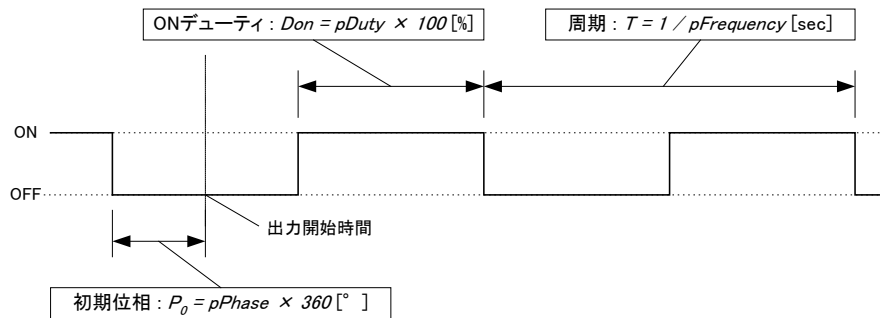 ONデューティ : Don = pDuty × 100 [%]
周期 : T = 1 / pFrequency [sec]
ON
OFF
出力開始時間
初期位相 : P₀ = pPhase × 360 [° ]